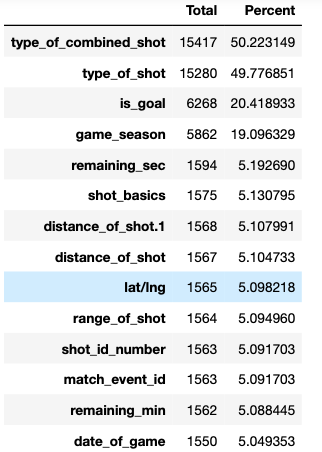 Total Percent
type_of_combined_shot 15417 50.223149
type_of_shot 15280 49.776851
is_goal 6268 20.418933
game_season 5862 19.096329
remaining_sec 1594 5.192690
shot_basics 1575 5.130795
distance_of_shot.1 1568 5.107991
distance_of_shot 1567 5.104733
lat/lng 1565 5.098218
range_of_shot 1564 5.094960
shot_id_number 1563 5.091703
match_event_id 1563 5.091703
remaining_min 1562 5.088445
date_of_game 1550 5.049353